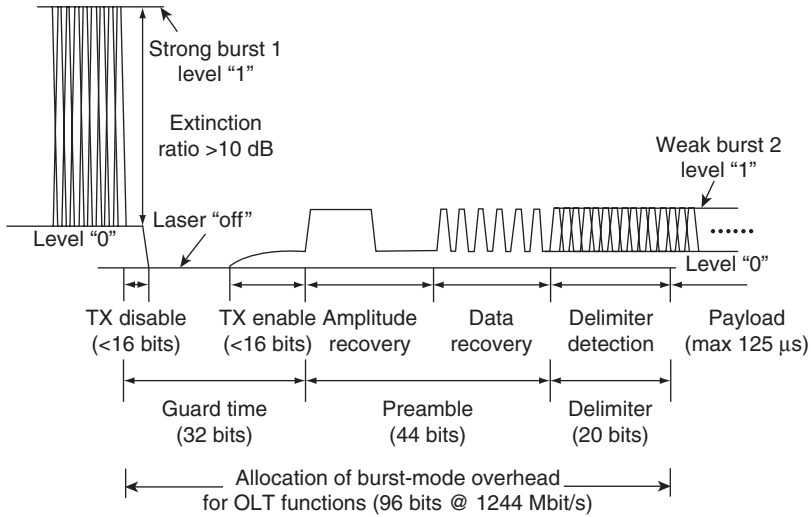 Strong burst 1
level “1”
Extinction
ratio >10 dB
Weak burst 2
level “1”
Laser “off”
Level “0”
Level “0”
TX disable
(<16 bits)
TX enable
(<16 bits)
Amplitude
recovery
Data
recovery
Delimiter
detection
Payload
(max 125 μs)
Guard time
(32 bits)
Preamble
(44 bits)
Delimiter
(20 bits)
Allocation of burst-mode overhead
for OLT functions (96 bits @ 1244 Mbit/s)